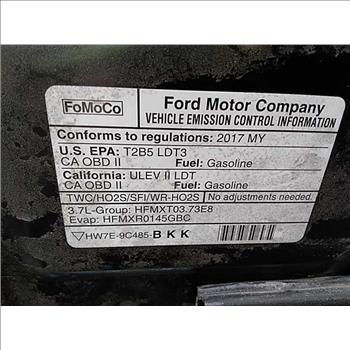 FoMoCo
Ford Motor Company
VEHICLE EMISSION CONTROL INFORMATION
Conforms to regulations: 2017 MY
U.S. EPA: T2B5 LDT3
CA OBD II Fuel: Gasoline
California: ULEV II LDT
CA OBD II Fuel: Gasoline
TWC/HO2S/SFI/WR-HO2S No adjustments needed.
3.7L-Group: HFMXT03.73E8
Evap: HFMXR0145GBC
HW7E-9C485-BKK